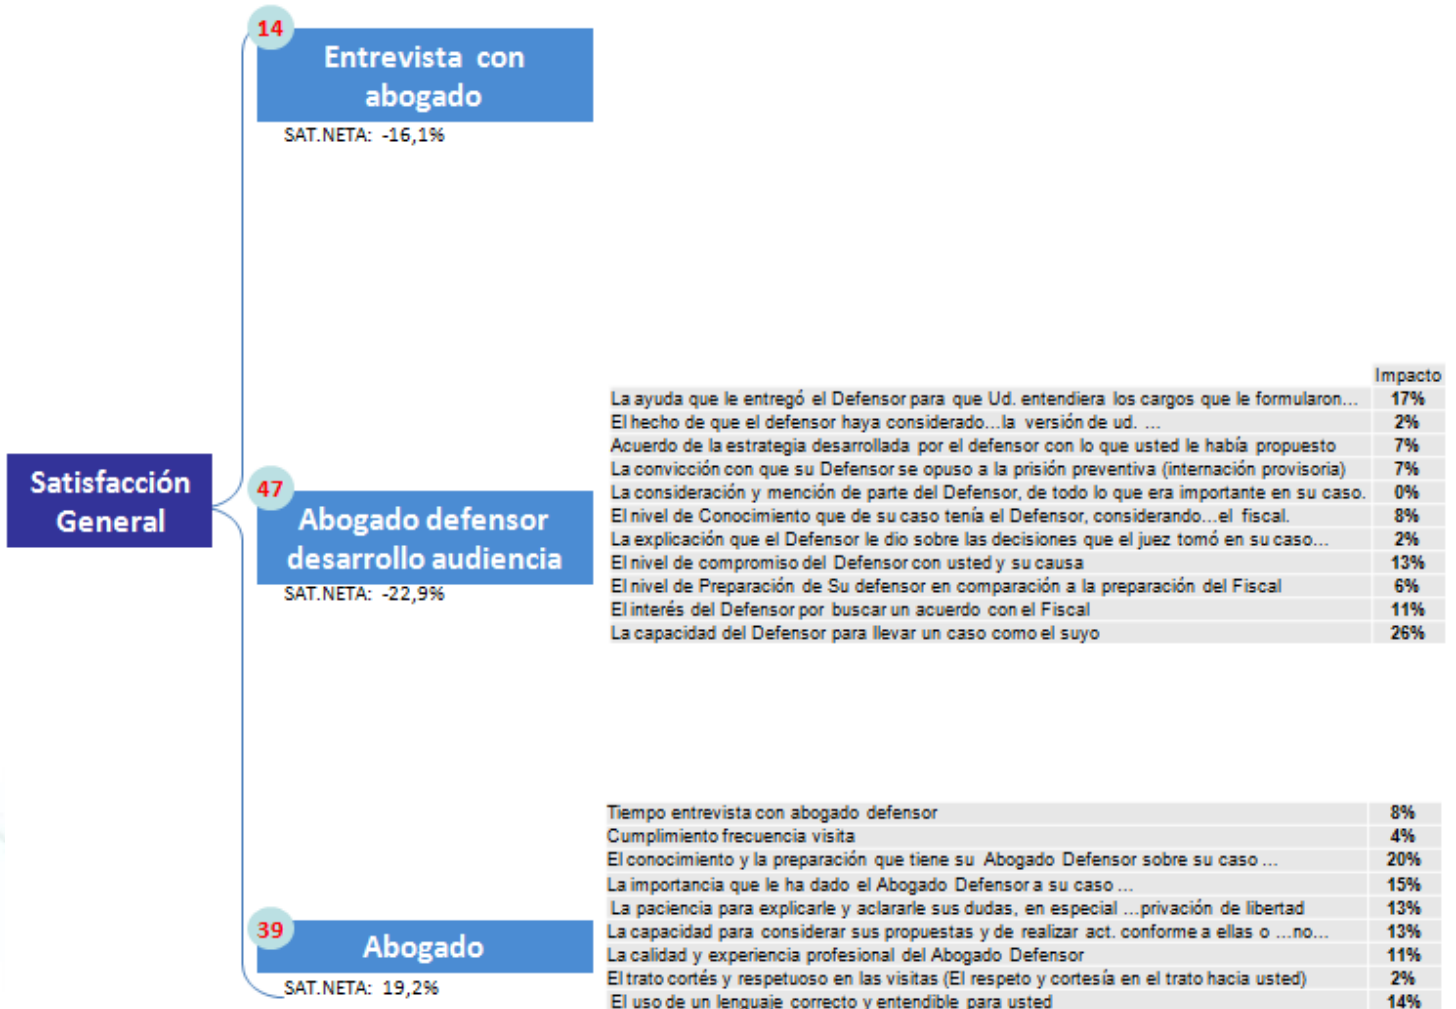 14
Entrevista con
abogado
SAT.NETA: -16,1%
Satisfacción
General
47
Abogado defensor
desarrollo audiencia
SAT.NETA: -22,9%
Impacto
La ayuda que le entregó el Defensor para que Ud. entendiera los cargos que le formularon... 17%
El hecho de que el defensor haya considerado...la versión de ud. ... 2%
Acuerdo de la estrategia desarrollada por el defensor con lo que usted le había propuesto 7%
La convicción con que su Defensor se opuso a la prisión preventiva (internación provisoria) 7%
La consideración y mención de parte del Defensor, de todo lo que era importante en su caso. 0%
El nivel de Conocimiento que de su caso tenía el Defensor, considerando...el fiscal. 8%
La explicación que el Defensor le dio sobre las decisiones que el juez tomó en su caso... 2%
El nivel de compromiso del Defensor con usted y su causa 13%
El nivel de Preparación de Su defensor en comparación a la preparación del Fiscal 6%
El interés del Defensor por buscar un acuerdo con el Fiscal 11%
La capacidad del Defensor para llevar un caso como el suyo 26%
39
Abogado
SAT.NETA: 19,2%
Tiempo entrevista con abogado defensor 8%
Cumplimiento frecuencia visita 4%
El conocimiento y la preparación que tiene su Abogado Defensor sobre su caso ... 20%
La importancia que le ha dado el Abogado Defensor a su caso ... 15%
La paciencia para explicarle y aclararle sus dudas, en especial ...privación de libertad 13%
La capacidad para considerar sus propuestas y de realizar act. conforme a ellas o ...no... 13%
La calidad y experiencia profesional del Abogado Defensor 11%
El trato cortés y respetuoso en las visitas (El respeto y cortesía en el trato hacia usted) 2%
El uso de un lenguaje correcto y entendible para usted 14%